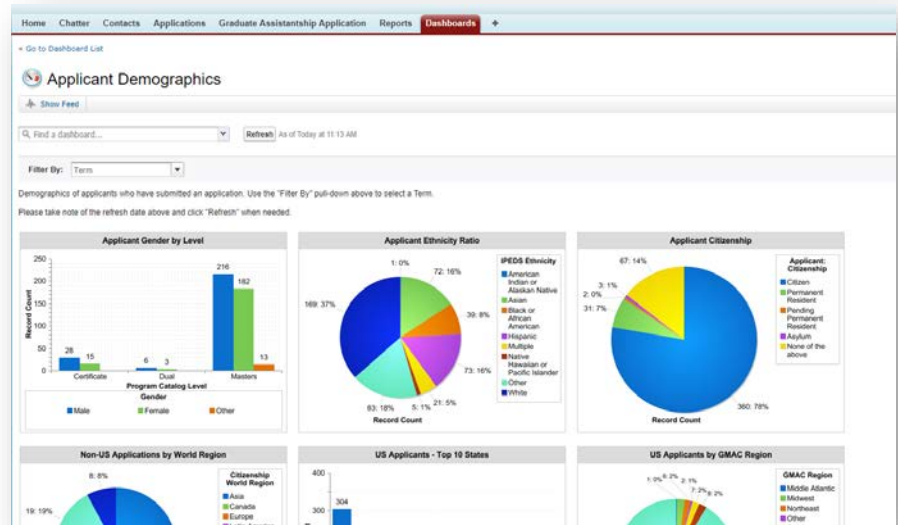 Home Chatter Contacts Applications Graduate Assistantship Application Reports Dashboards +
« Go to Dashboard List
Applicant Demographics
Show Feed
Find a dashboard...
Refresh As of Today at 11:13 AM
Filter By: Term
Demographics of applicants who have submitted an application. Use the "Filter By" pull-down above to select a Term.
Please take note of the refresh date above and click "Refresh" when needed.
Applicant Gender by Level
250
200
150
100
50
0
Record Count
28
15
6
3
216
182
13
Certificate Dual Masters
Program Catalog Level
Gender
Male Female Other
Applicant Ethnicity Ratio
1: 0%
72: 16%
39: 8%
73: 16%
21: 5%
5: 1%
83: 18%
169: 37%
Record Count
IPEDS Ethnicity
American
Indian or
Alaskan Native
Asian
Black or
African
American
Hispanic
Multiple
Native
Hawaiian or
Pacific Islander
Other
White
Applicant Citizenship
67: 14%
3: 1%
2: 0%
31: 7%
360: 78%
Record Count
Applicant:
Citizenship
Citizen
Permanent
Resident
Pending
Permanent
Resident
Asylum
None of the
above
Non-US Applications by World Region
8: 8%
19: 19%
Citizenship
World Region
Asia
Canada
Europe
US Applicants - Top 10 States
400
300
304
US Applicants by GMAC Region
1: 0%
2: 1%
7: 2%
GMAC Region
Middle Atlantic
Midwest
Northeast
Other